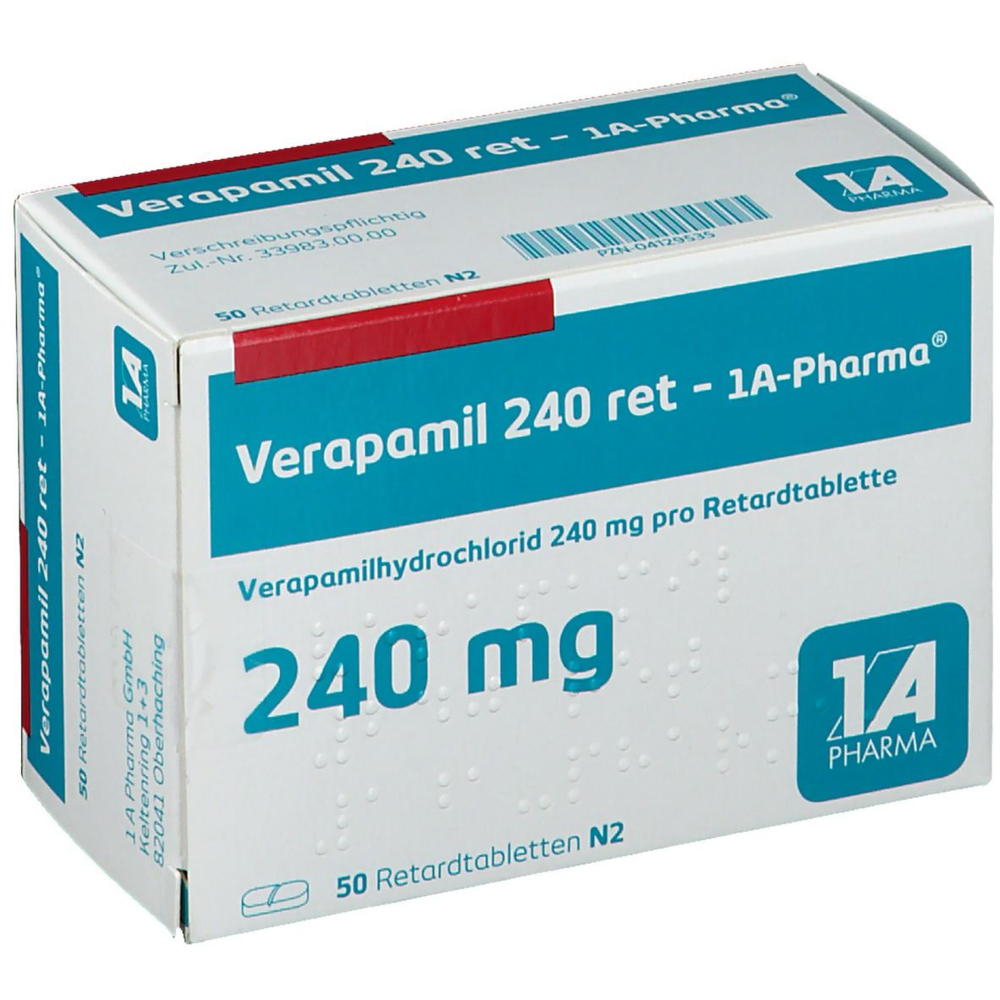 Verapamil 240 ret - 1A-Pharma®
Verschreibungspflichtig
Zul.-Nr. 33983.00.00
50 Retardtabletten N2
PZN-04129535
1A
PHARMA
Verapamil 240 ret - 1A-Pharma®
Verapamilhydrochlorid 240 mg pro Retardtablette
240 mg
50 Retardtabletten N2
1A
PHARMA
Verapamil 240 ret - 1A-Pharma®
50 Retardtabletten N2
1A
PHARMA
1 A Pharma GmbH
Keltenring 1+3
82041 Oberhaching